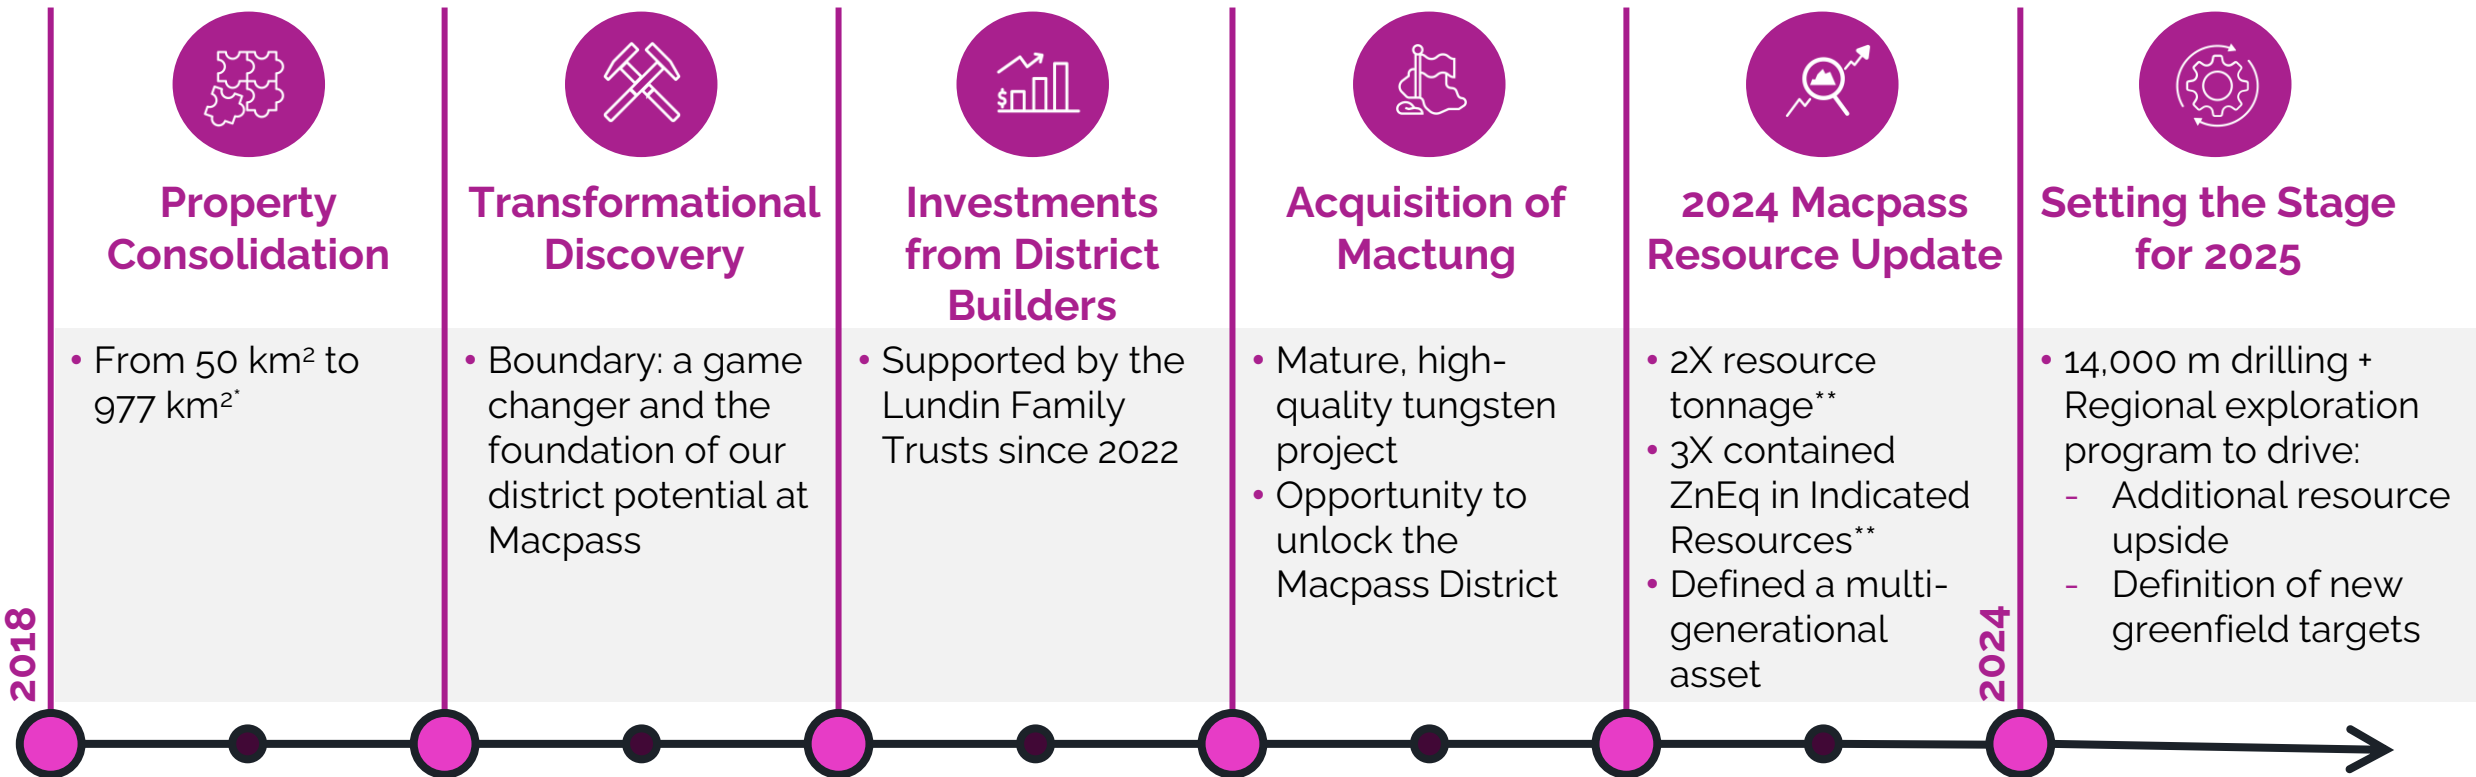 2018
Property
Consolidation
• From 50 km² to
977 km²*
Transformational
Discovery
• Boundary: a game
changer and the
foundation of our
district potential at
Macpass
$
Investments
from District
Builders
• Supported by the
Lundin Family
Trusts since 2022
Acquisition of
Mactung
• Mature, high-
quality tungsten
project
• Opportunity to
unlock the
Macpass District
2024 Macpass
Resource Update
• 2X resource
tonnage**
• 3X contained
ZnEq in Indicated
Resources**
• Defined a multi-
generational
asset
2024
Setting the Stage
for 2025
• 14,000 m drilling +
Regional exploration
program to drive:
- Additional resource
upside
- Definition of new
greenfield targets